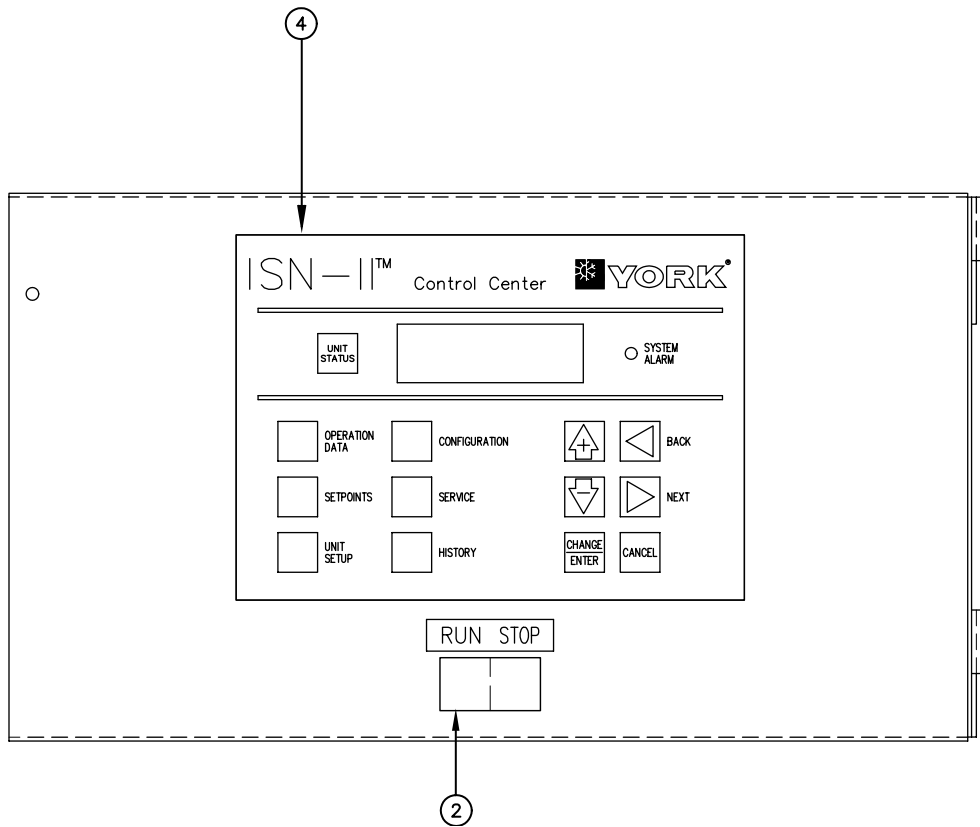 4
ISN-II™ Control Center YORK®
UNIT
STATUS
SYSTEM
ALARM
OPERATION
DATA
CONFIGURATION
+
BACK
SETPOINTS
SERVICE
-
NEXT
UNIT
SETUP
HISTORY
CHANGE
ENTER
CANCEL
RUN STOP
2